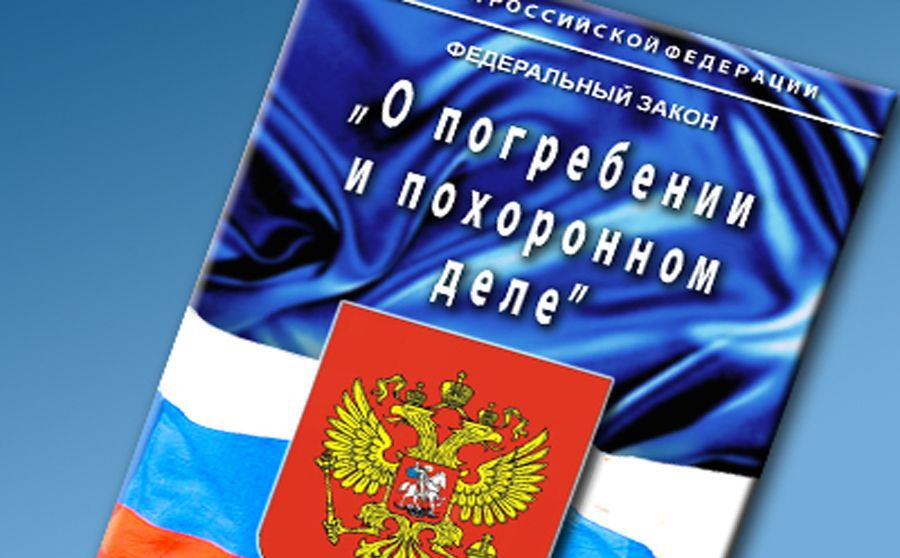 РОССИЙСКОЙ ФЕДЕРАЦИИ
ФЕДЕРАЛЬНЫЙ ЗАКОН
„О погребении
и похоронном
деле”